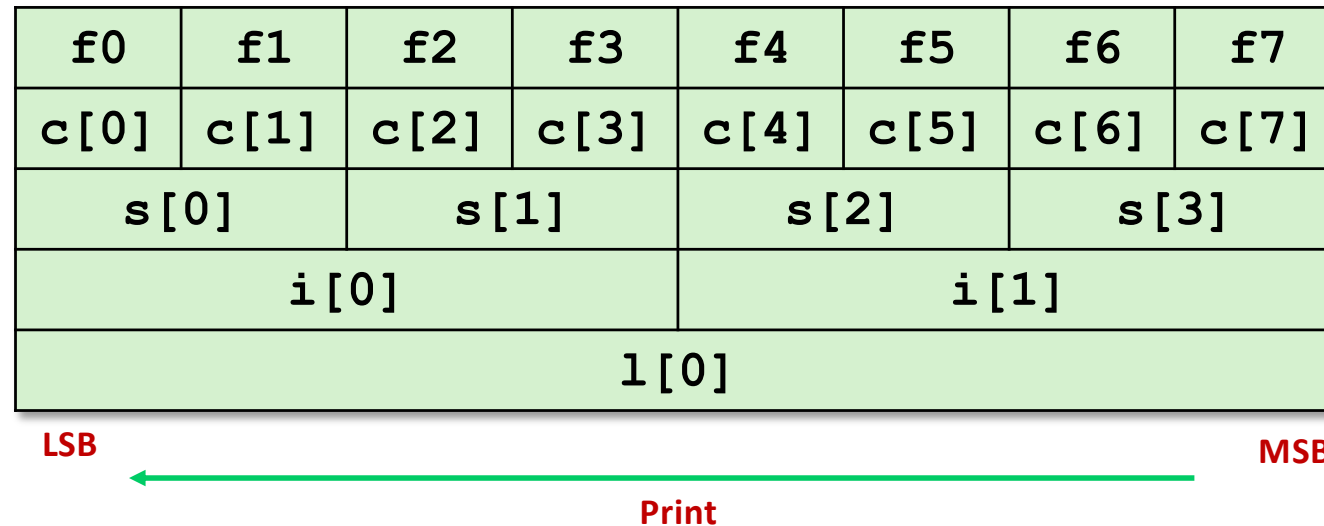 f0 f1 f2 f3 f4 f5 f6 f7
c[0] c[1] c[2] c[3] c[4] c[5] c[6] c[7]
s[0] s[1] s[2] s[3]
i[0] i[1]
l[0]
LSB MSB
Print